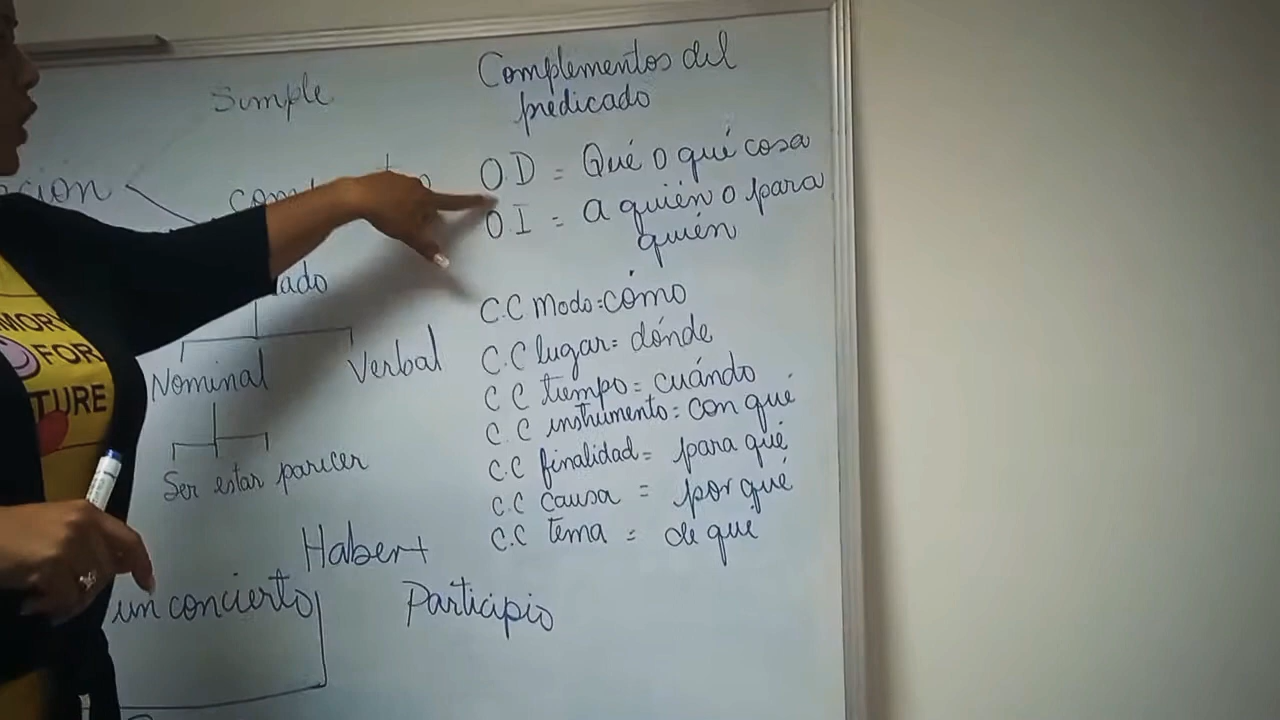 Simple
Complementos del
predicado
O.D = Qué o qué cosa
O.I = a quién o para
quién
C.C Modo = cómo
C.C lugar = dónde
C.C tiempo = cuándo
C.C instrumento = con qué
C.C finalidad = para qué
C.C causa = por qué
C.C tema = de qué
Nominal
Verbal
Ser estar parecer
Haber +
Participio
un concierto
FOR